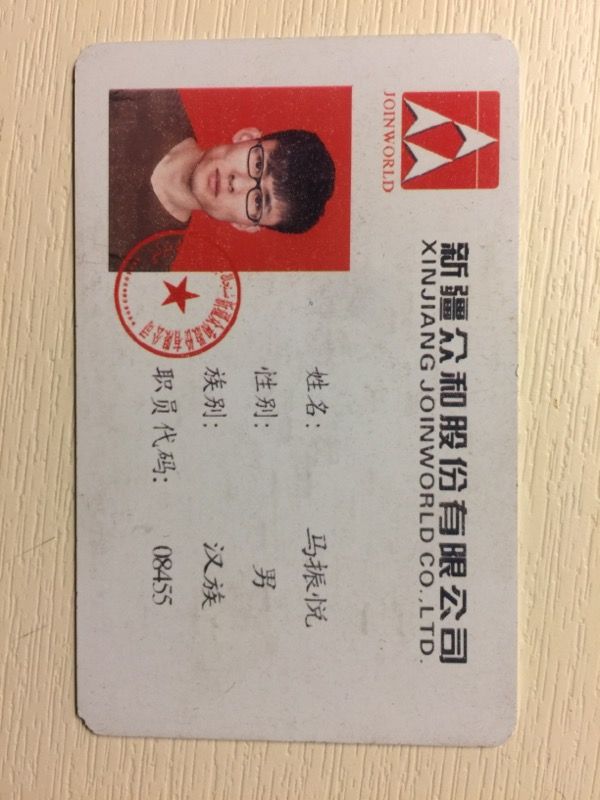 JOINWORLD
新疆众和股份有限公司
XINJIANG JOINWORLD CO.,LTD.
姓名: 马振悦
性别: 男
族别: 汉族
职员代码: 08455